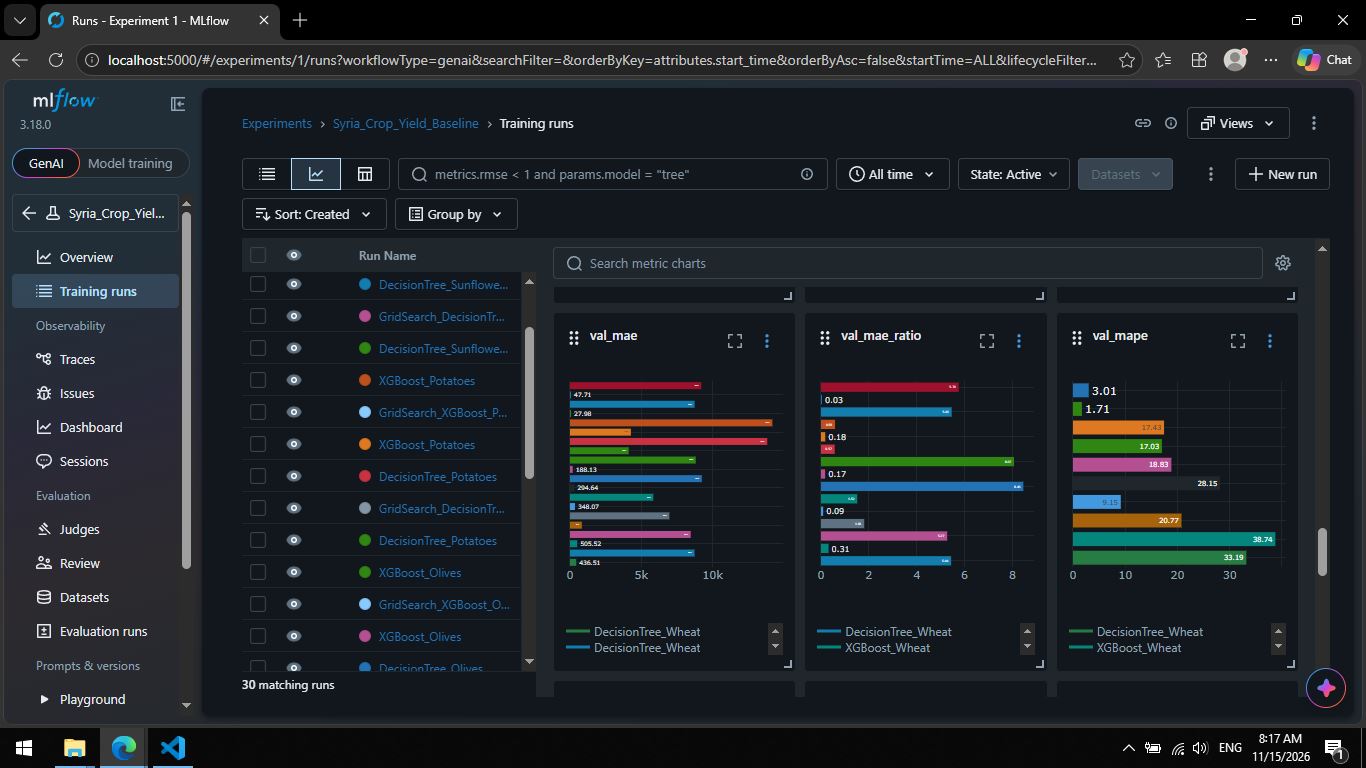 Runs - Experiment 1 - MLflow
localhost:5000/#/experiments/1/runs?workflowType=genai&searchFilter=&orderByKey=attributes.start_time&orderByAsc=false&startTime=ALL&lifecycleFilter...
Chat
mlflow
3.18.0
GenAI Model training
Syria_Crop_Yiel...
Overview
Training runs
Observability
Traces
Issues
Dashboard
Sessions
Evaluation
Judges
Review
Datasets
Evaluation runs
Prompts & versions
Playground
Experiments > Syria_Crop_Yield_Baseline > Training runs
Views
metrics.rmse < 1 and params.model = "tree"
All time
State: Active
Datasets
New run
Sort: Created
Group by
Run Name
DecisionTree_Sunflowe...
GridSearch_DecisionTr...
DecisionTree_Sunflowe...
XGBoost_Potatoes
GridSearch_XGBoost_P...
XGBoost_Potatoes
DecisionTree_Potatoes
GridSearch_DecisionTr...
DecisionTree_Potatoes
XGBoost_Olives
GridSearch_XGBoost_O...
XGBoost_Olives
DecisionTree_Olives
30 matching runs
Search metric charts
val_mae
47.71
27.98
188.13
294.64
348.07
505.52
436.51
0 5k 10k
DecisionTree_Wheat
DecisionTree_Wheat
val_mae_ratio
0.03
0.18
0.17
0.09
0.31
0 2 4 6 8
DecisionTree_Wheat
XGBoost_Wheat
val_mape
3.01
1.71
17.43
17.03
18.83
28.15
9.15
20.77
38.74
33.19
0 10 20 30
DecisionTree_Wheat
XGBoost_Wheat
ENG
8:17 AM
11/15/2026
1